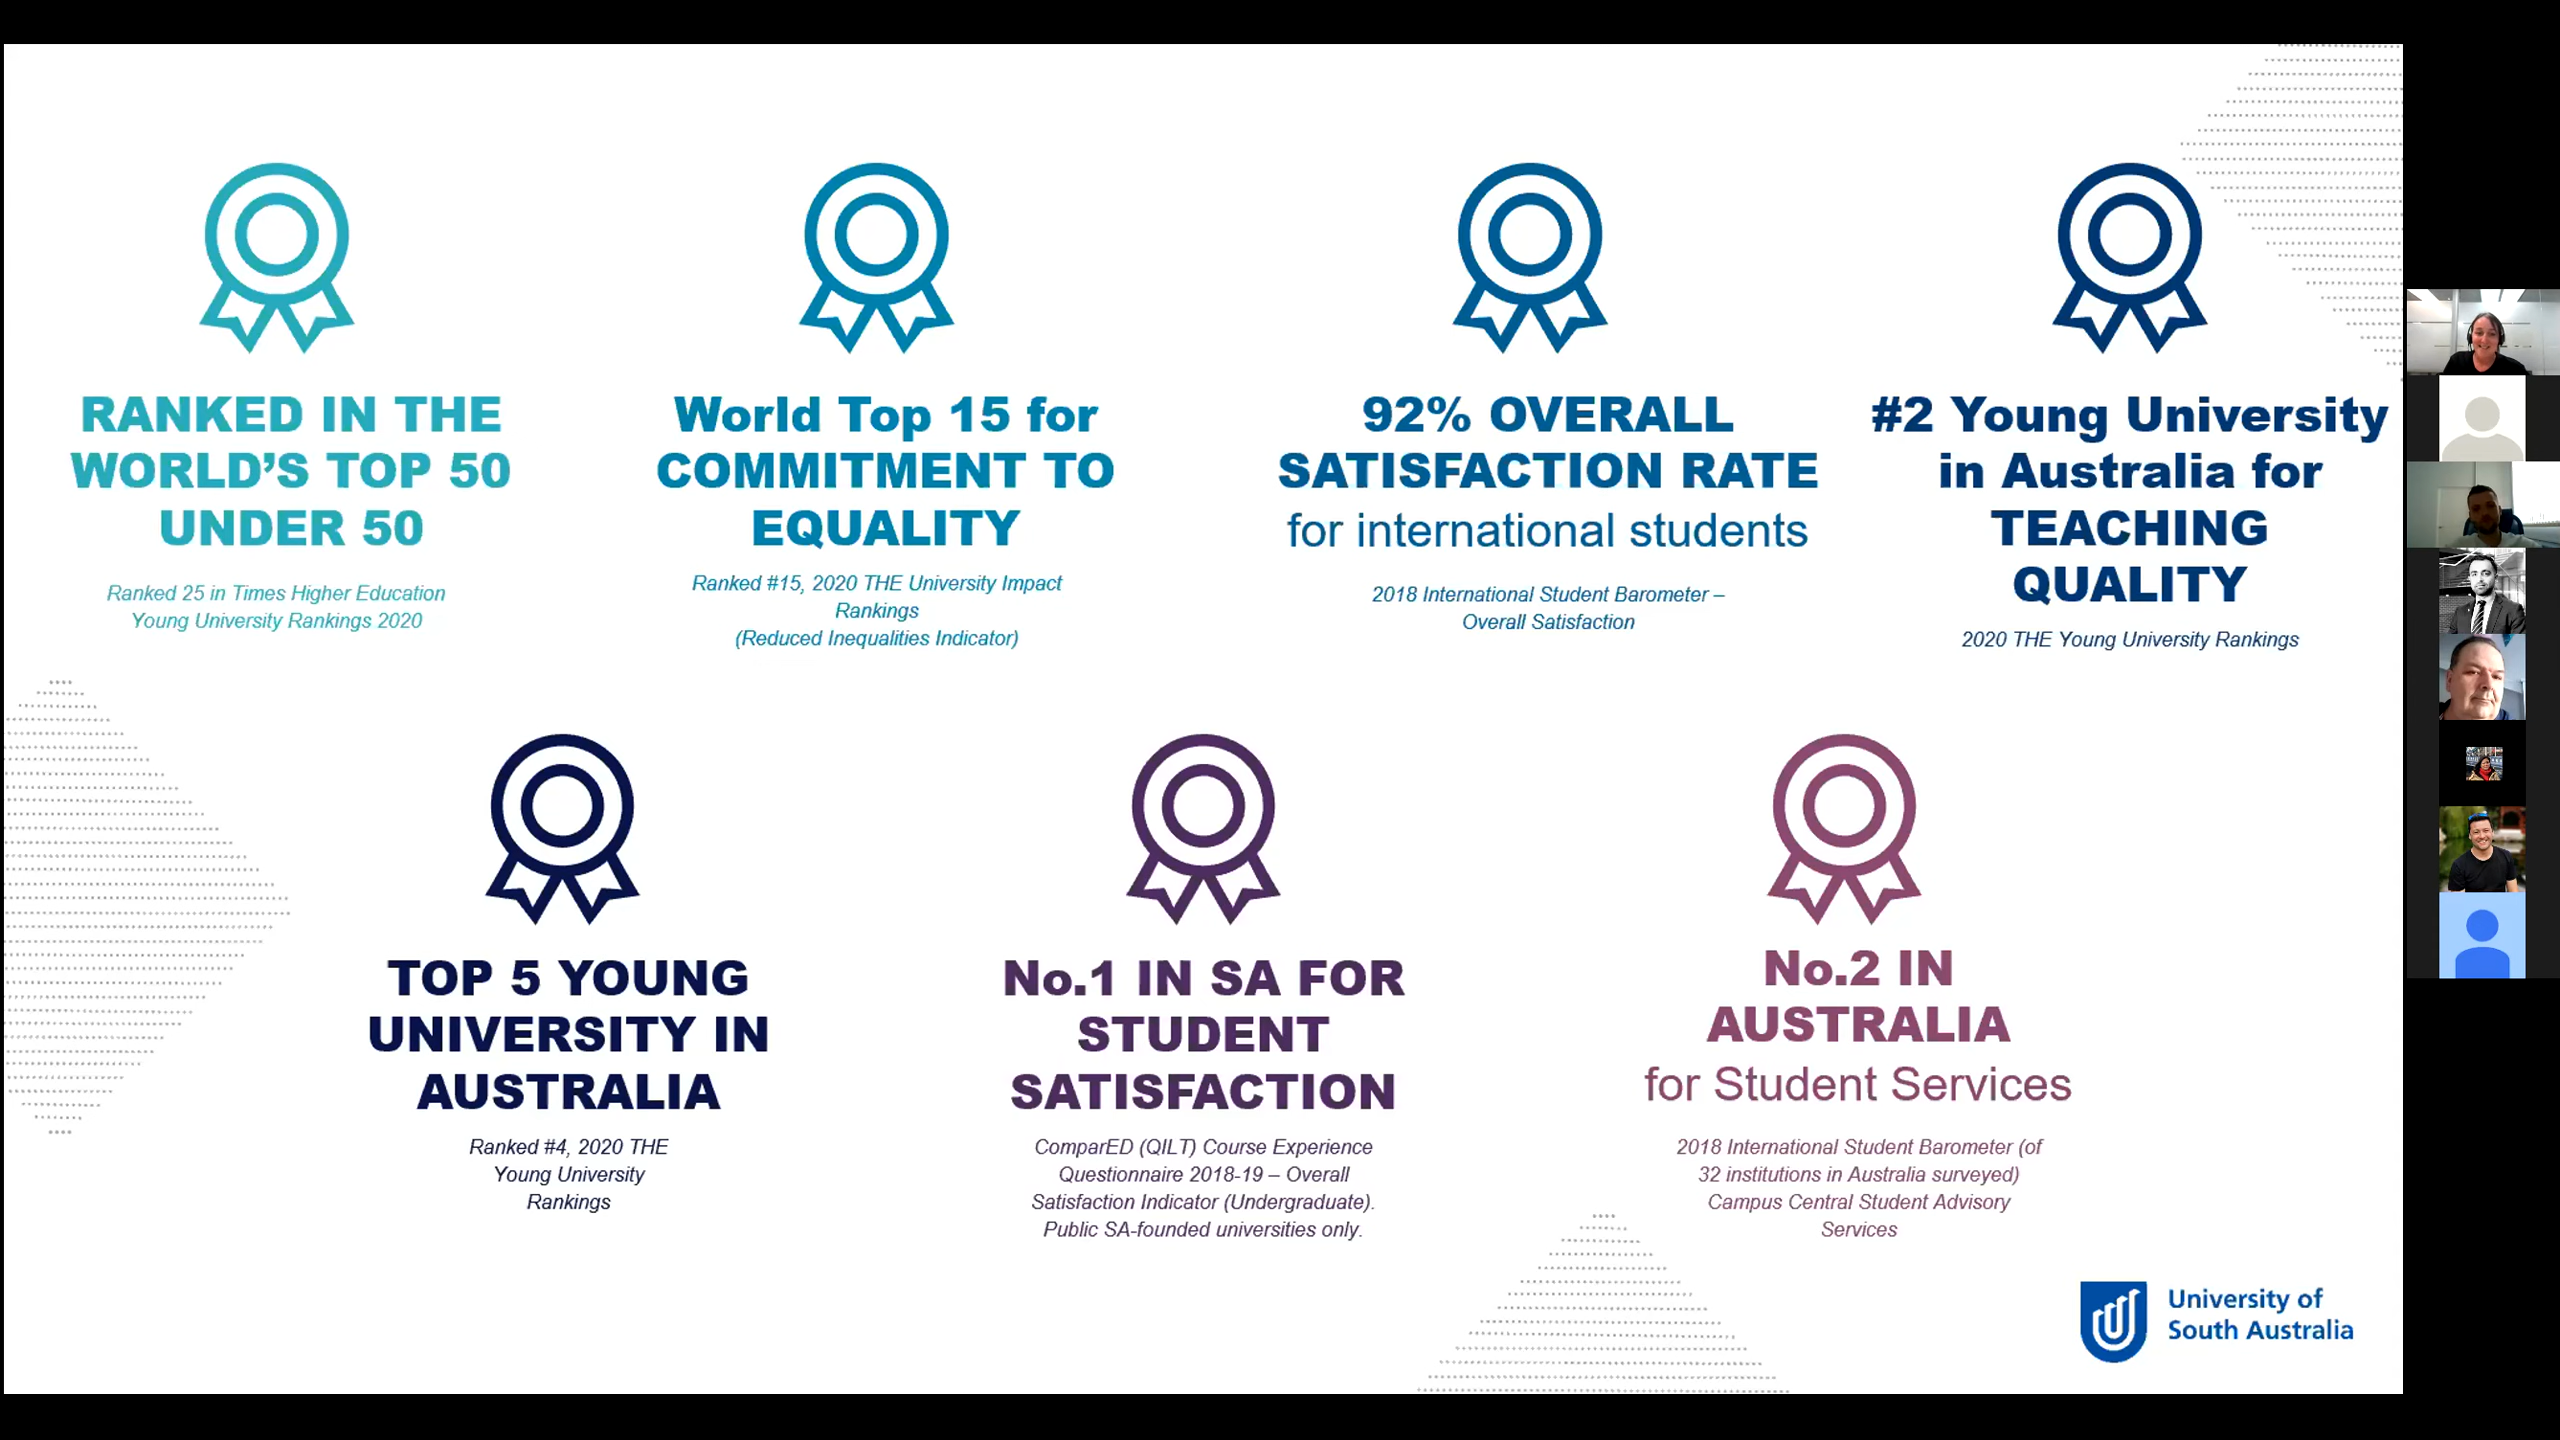 RANKED IN THE
WORLD’S TOP 50
UNDER 50
Ranked 25 in Times Higher Education
Young University Rankings 2020
World Top 15 for
COMMITMENT TO
EQUALITY
Ranked #15, 2020 THE University Impact
Rankings
(Reduced Inequalities Indicator)
92% OVERALL
SATISFACTION RATE
for international students
2018 International Student Barometer –
Overall Satisfaction
#2 Young University
in Australia for
TEACHING
QUALITY
2020 THE Young University Rankings
TOP 5 YOUNG
UNIVERSITY IN
AUSTRALIA
Ranked #4, 2020 THE
Young University
Rankings
No.1 IN SA FOR
STUDENT
SATISFACTION
ComparED (QILT) Course Experience
Questionnaire 2018-19 – Overall
Satisfaction Indicator (Undergraduate).
Public SA-founded universities only.
No.2 IN
AUSTRALIA
for Student Services
2018 International Student Barometer (of
32 institutions in Australia surveyed)
Campus Central Student Advisory
Services
University of
South Australia